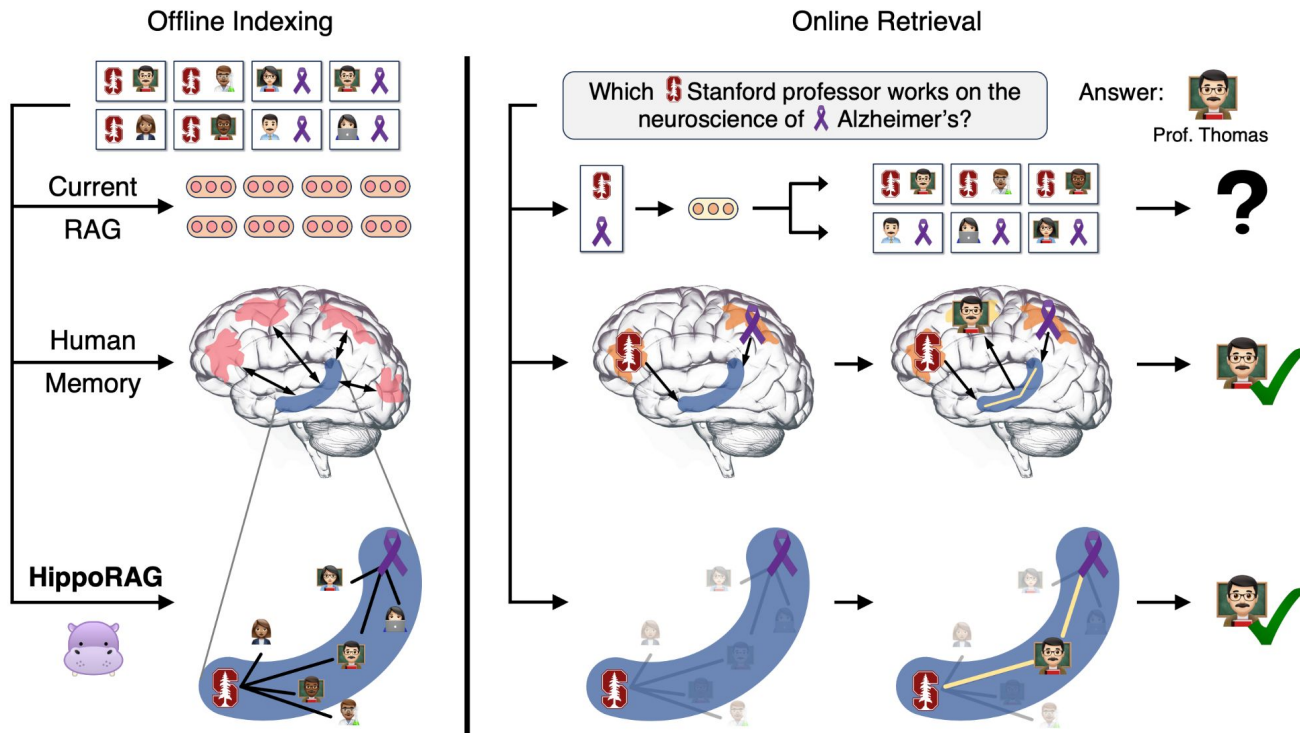 Offline Indexing
Online Retrieval
Which S Stanford professor works on the
neuroscience of Alzheimer's?
Answer:
Prof. Thomas
Current
RAG
?
Human
Memory
HippoRAG